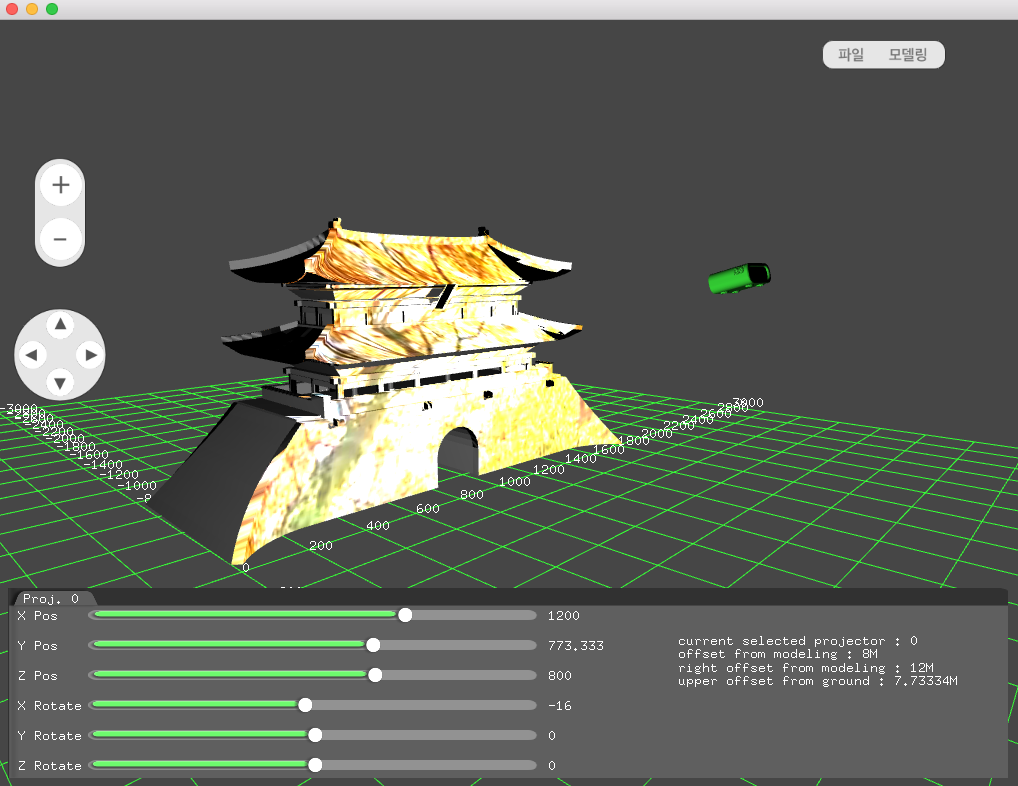 파일 모델링
+
−
-3000
-2800
-2600
-2400
-2200
-2000
-1800
-1600
-1400
-1200
-1000
-8
3000
2800
2600
2400
2200
2000
1800
1600
1400
1200
1000
800
600
400
200
0
Proj. 0
X Pos 1200
Y Pos 773.333
Z Pos 800
X Rotate -16
Y Rotate 0
Z Rotate 0
current selected projector : 0
offset from modeling : 8M
right offset from modeling : 12M
upper offset from ground : 7.73334M